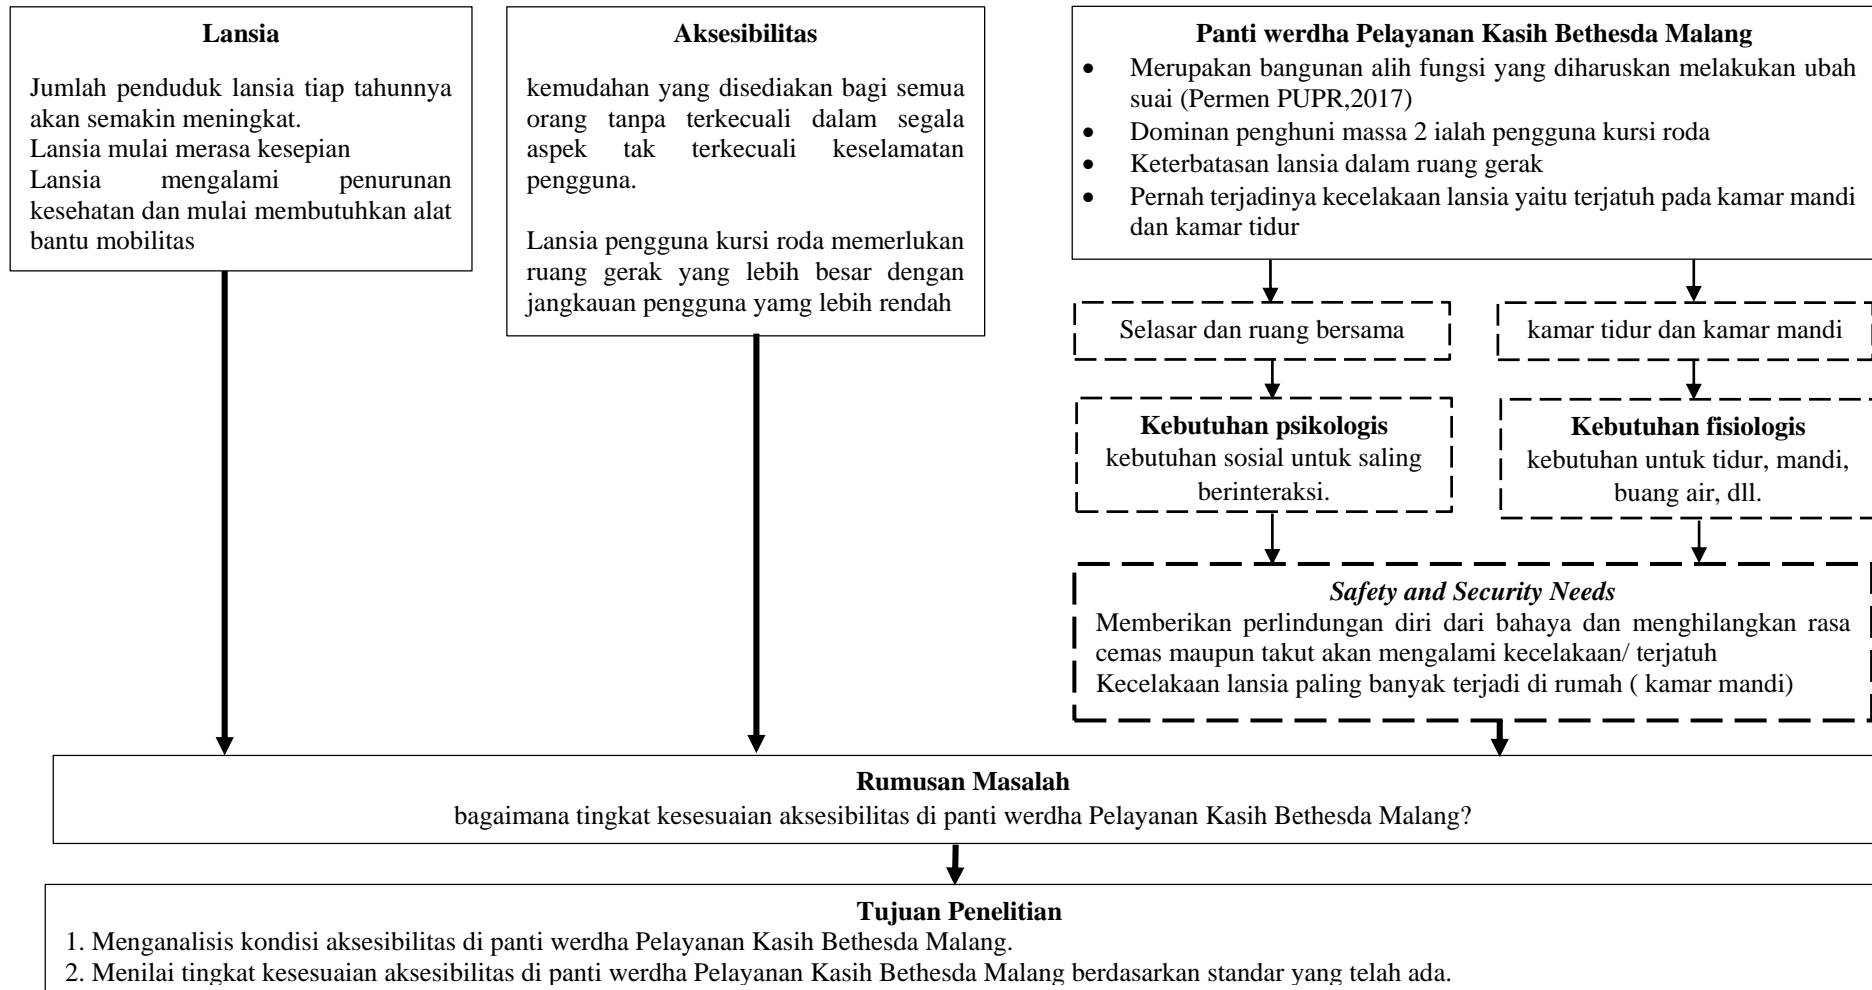 Lansia
Jumlah penduduk lansia tiap tahunnya
akan semakin meningkat.
Lansia mulai merasa kesepian
Lansia mengalami penurunan
kesehatan dan mulai membutuhkan alat
bantu mobilitas
Aksesibilitas
kemudahan yang disediakan bagi semua
orang tanpa terkecuali dalam segala
aspek tak terkecuali keselamatan
pengguna.
Lansia pengguna kursi roda memerlukan
ruang gerak yang lebih besar dengan
jangkauan pengguna yamg lebih rendah
Panti werdha Pelayanan Kasih Bethesda Malang
• Merupakan bangunan alih fungsi yang diharuskan melakukan ubah
suai (Permen PUPR,2017)
• Dominan penghuni massa 2 ialah pengguna kursi roda
• Keterbatasan lansia dalam ruang gerak
• Pernah terjadinya kecelakaan lansia yaitu terjatuh pada kamar mandi
dan kamar tidur
Selasar dan ruang bersama
kamar tidur dan kamar mandi
Kebutuhan psikologis
kebutuhan sosial untuk saling
berinteraksi.
Kebutuhan fisiologis
kebutuhan untuk tidur, mandi,
buang air, dll.
Safety and Security Needs
Memberikan perlindungan diri dari bahaya dan menghilangkan rasa
cemas maupun takut akan mengalami kecelakaan/ terjatuh
Kecelakaan lansia paling banyak terjadi di rumah ( kamar mandi)
Rumusan Masalah
bagaimana tingkat kesesuaian aksesibilitas di panti werdha Pelayanan Kasih Bethesda Malang?
Tujuan Penelitian
1. Menganalisis kondisi aksesibilitas di panti werdha Pelayanan Kasih Bethesda Malang.
2. Menilai tingkat kesesuaian aksesibilitas di panti werdha Pelayanan Kasih Bethesda Malang berdasarkan standar yang telah ada.